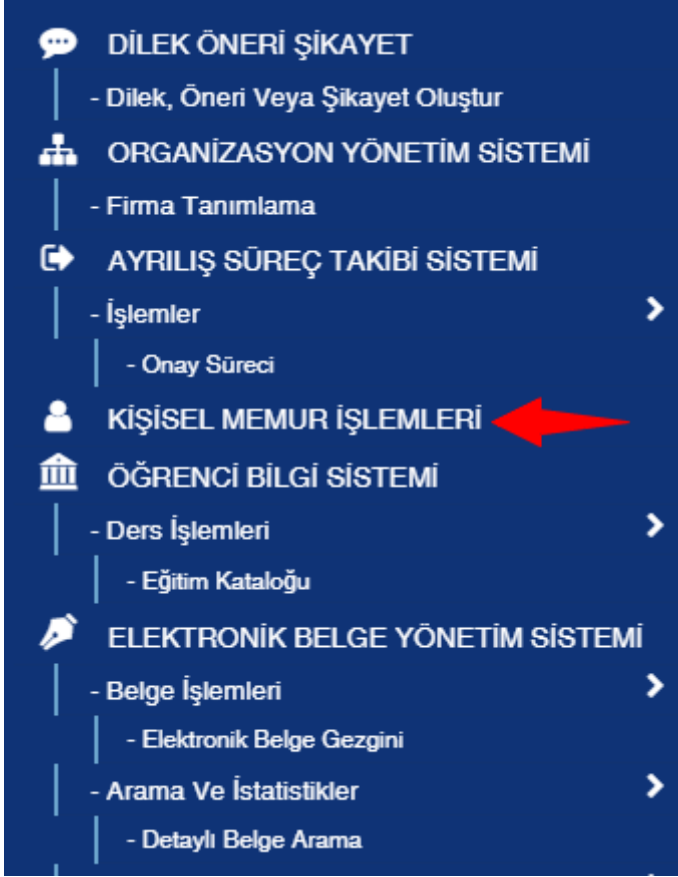 DİLEK ÖNERİ ŞİKAYET
- Dilek, Öneri Veya Şikayet Oluştur
ORGANİZASYON YÖNETİM SİSTEMİ
- Firma Tanımlama
AYRILIŞ SÜREÇ TAKİBİ SİSTEMİ
- İşlemler
- Onay Süreci
KİŞİSEL MEMUR İŞLEMLERİ
ÖĞRENCİ BİLGİ SİSTEMİ
- Ders İşlemleri
- Eğitim Kataloğu
ELEKTRONİK BELGE YÖNETİM SİSTEMİ
- Belge İşlemleri
- Elektronik Belge Gezgini
- Arama Ve İstatistikler
- Detaylı Belge Arama